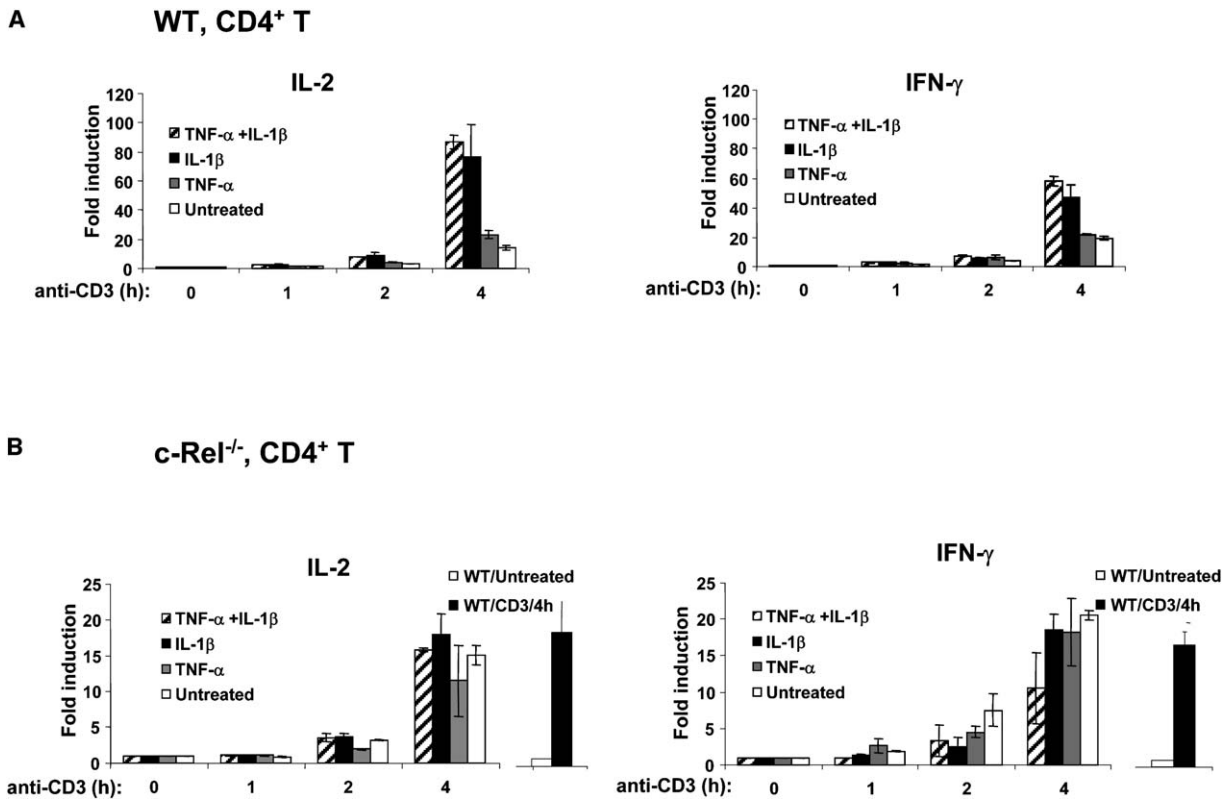 A
WT, CD4⁺ T
IL-2
Fold induction
120
100
80
60
40
20
0
TNF-α +IL-1β
IL-1β
TNF-α
Untreated
anti-CD3 (h): 0 1 2 4
IFN-γ
Fold induction
120
100
80
60
40
20
0
TNF-α +IL-1β
IL-1β
TNF-α
Untreated
anti-CD3 (h): 0 1 2 4
B
c-Rel⁻/⁻, CD4⁺ T
IL-2
Fold induction
25
20
15
10
5
0
TNF-α +IL-1β
IL-1β
TNF-α
Untreated
WT/Untreated
WT/CD3/4h
anti-CD3 (h): 0 1 2 4
IFN-γ
Fold induction
25
20
15
10
5
0
TNF-α +IL-1β
IL-1β
TNF-α
Untreated
WT/Untreated
WT/CD3/4h
anti-CD3 (h): 0 1 2 4